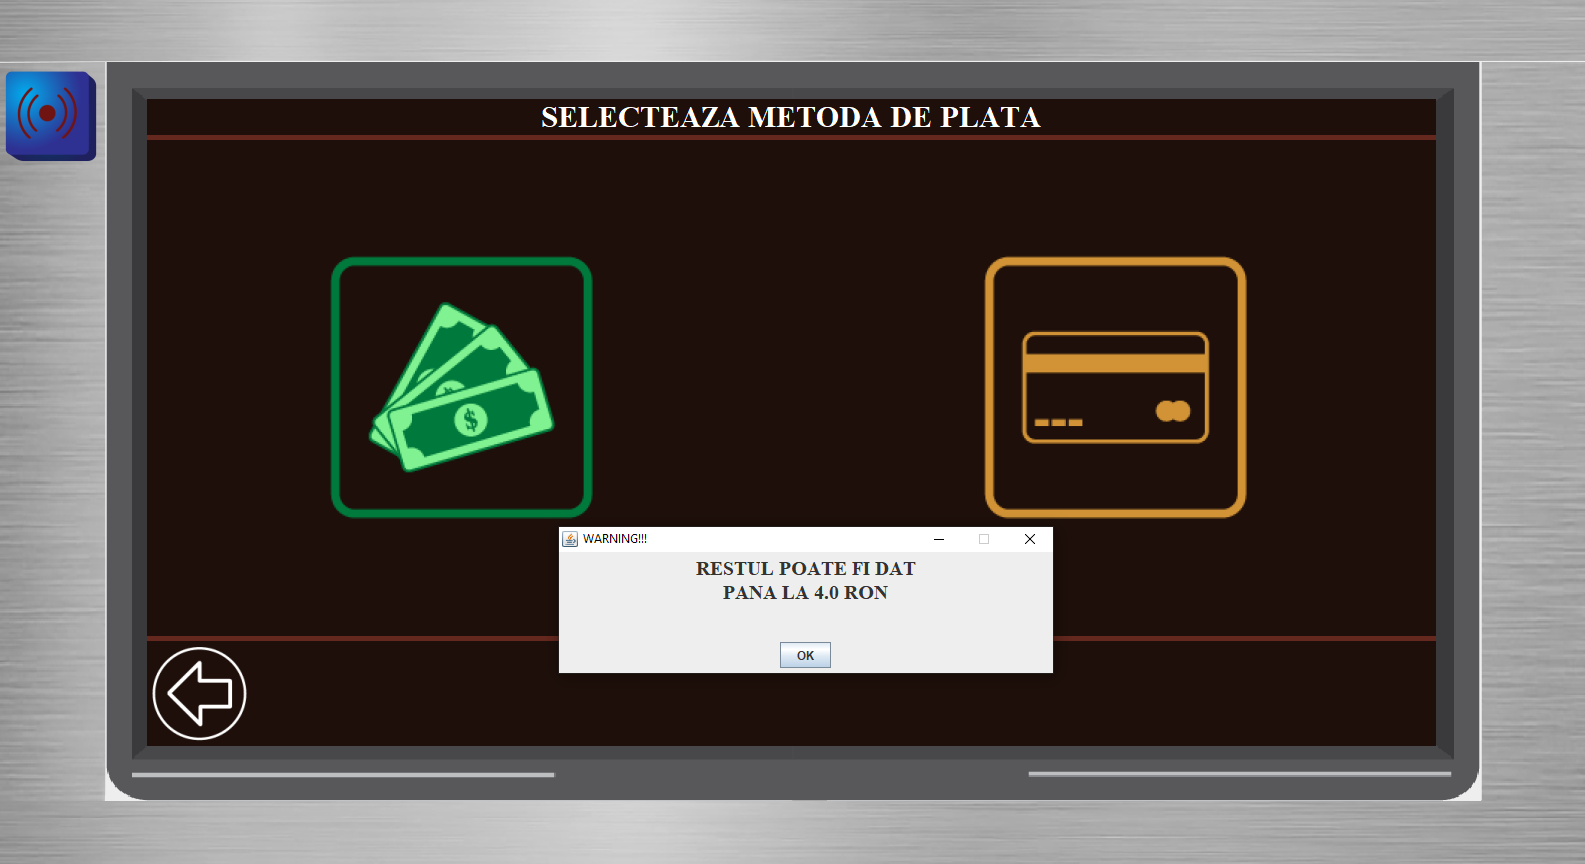 SELECTEAZA METODA DE PLATA
$
WARNING!!!
RESTUL POATE FI DAT
PANA LA 4.0 RON
OK